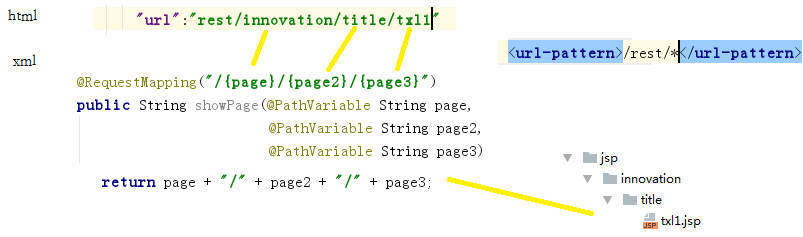 html
"url":"rest/innovation/title/txl1"
<url-pattern>/rest/*</url-pattern>
xml
@RequestMapping("/{page}/{page2}/{page3}")
public String showPage(@PathVariable String page,
@PathVariable String page2,
@PathVariable String page3)
return page + "/" + page2 + "/" + page3;
jsp
innovation
title
txl1.jsp